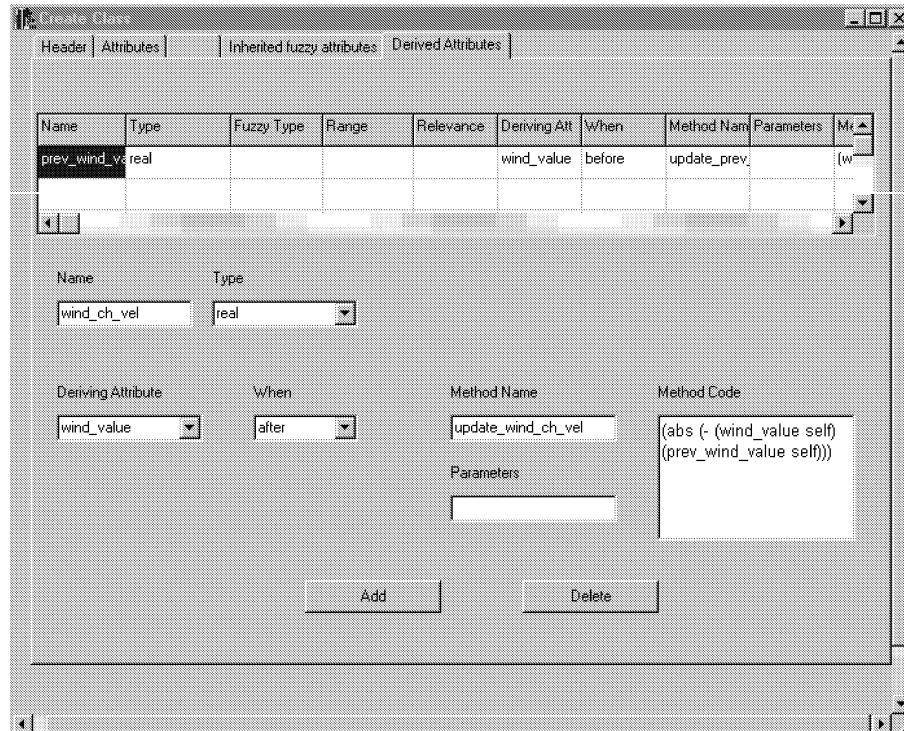 Create Class
Header Attributes Inherited fuzzy attributes Derived Attributes
Name Type Fuzzy Type Range Relevance Deriving Att When Method Nam Parameters Me
prev_wind_va real wind_value before update_prev_ (w
Name Type
wind_ch_vel real
Deriving Attribute When Method Name Method Code
wind_value after update_wind_ch_vel (abs (- (wind_value self)
(prev_wind_value self)))
Parameters
Add Delete